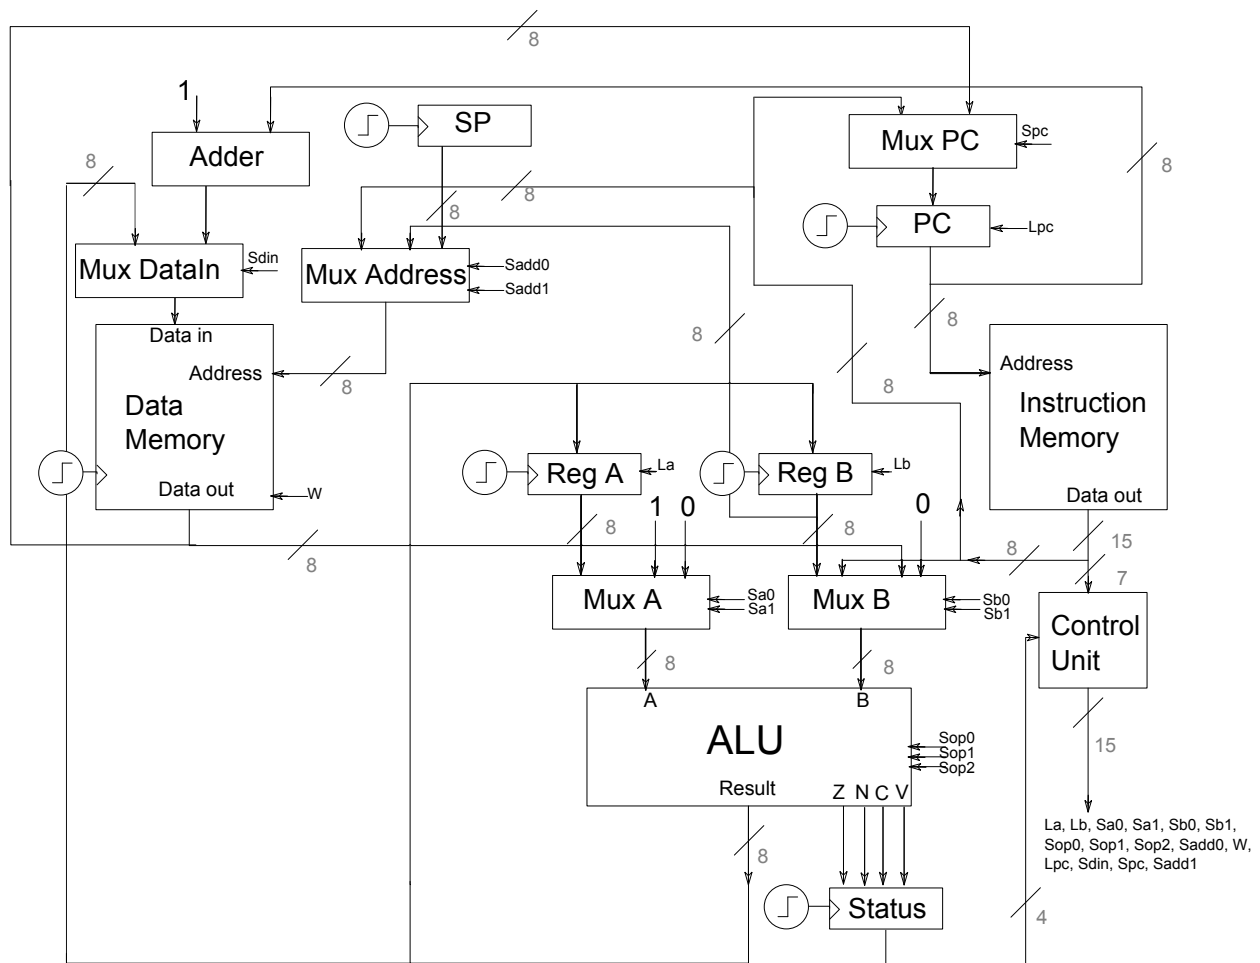 8
1
SP
Adder
Mux PC
Spc
8
8
8
8
PC
Lpc
Mux DataIn
Sdin
Mux Address
Sadd0
Sadd1
8
8
Data in
Address
8
8
Address
Data
Memory
Instruction
Memory
Reg A
La
Reg B
Lb
Data out
W
Data out
1
0
0
8
8
8
8
15
7
Mux A
Sa0
Sa1
Mux B
Sb0
Sb1
Control
Unit
8
8
A
B
ALU
Sop0
Sop1
Sop2
15
Result
Z N C V
La, Lb, Sa0, Sa1, Sb0, Sb1,
Sop0, Sop1, Sop2, Sadd0, W,
Lpc, Sdin, Spc, Sadd1
8
Status
4